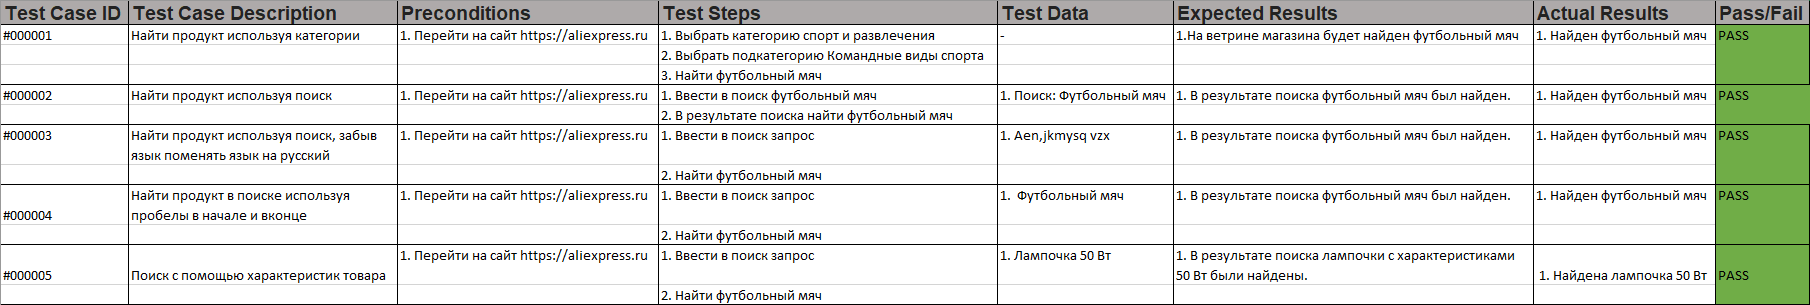 Test Case ID Test Case Description Preconditions Test Steps Test Data Expected Results Actual Results Pass/Fail
#000001 Найти продукт используя категории 1. Перейти на сайт https://aliexpress.ru 1. Выбрать категорию спорт и развлечения - 1.На ветрине магазина будет найден футбольный мяч 1. Найден футбольный мяч PASS
2. Выбрать подкатегорию Командные виды спорта
3. Найти футбольный мяч
#000002 Найти продукт используя поиск 1. Перейти на сайт https://aliexpress.ru 1. Ввести в поиск футбольный мяч 1. Поиск: Футбольный мяч 1. В результате поиска футбольный мяч был найден. 1. Найден футбольный мяч PASS
2. В результате поиска найти футбольный мяч
#000003 Найти продукт используя поиск, забыв 1. Перейти на сайт https://aliexpress.ru 1. Ввести в поиск запрос 1. Aen,jkmysq vzx 1. В результате поиска футбольный мяч был найден. 1. Найден футбольный мяч PASS
язык поменять язык на русский
2. Найти футбольный мяч
Найти продукт в поиске используя 1. Перейти на сайт https://aliexpress.ru 1. Ввести в поиск запрос 1.  Футбольный мяч 1. В результате поиска футбольный мяч был найден. 1. Найден футбольный мяч PASS
#000004 пробелы в начале и вконце
2. Найти футбольный мяч
1. Перейти на сайт https://aliexpress.ru 1. Ввести в поиск запрос 1. Лампочка 50 Вт 1. В результате поиска лампочки с характеристиками
#000005 Поиск с помощью характеристик товара 50 Вт были найдены. 1. Найдена лампочка 50 Вт PASS
2. Найти футбольный мяч